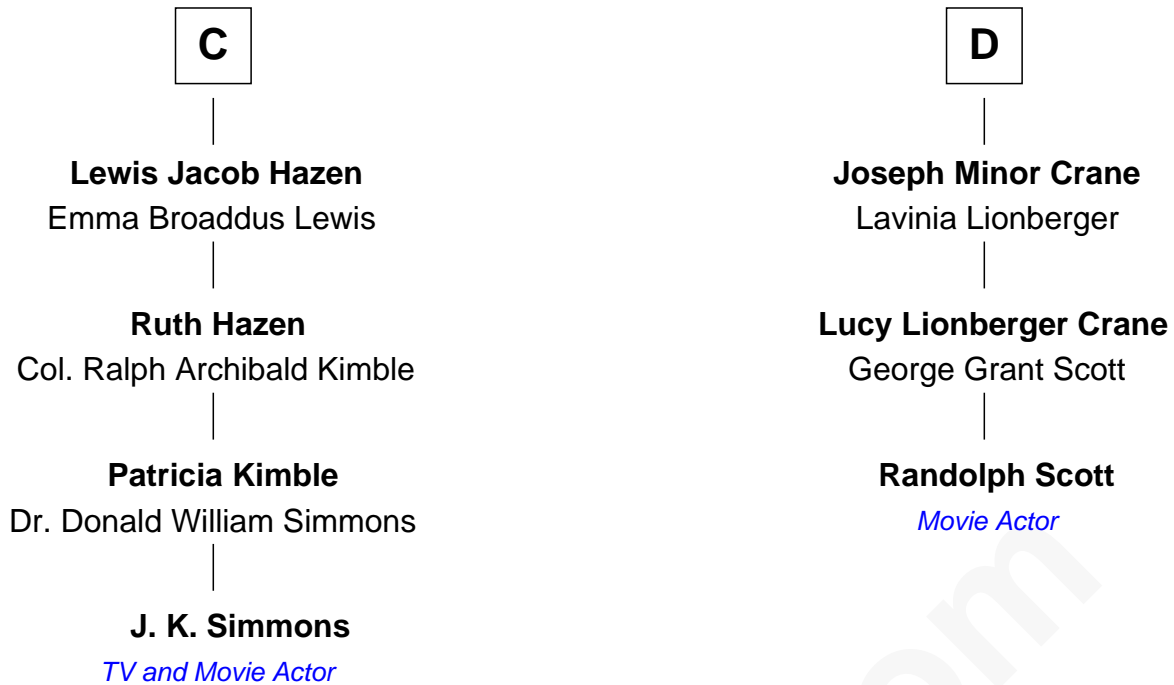 C
Lewis Jacob Hazen
Emma Broaddus Lewis
Ruth Hazen
Col. Ralph Archibald Kimble
Patricia Kimble
Dr. Donald William Simmons
J. K. Simmons
TV and Movie Actor
D
Joseph Minor Crane
Lavinia Lionberger
Lucy Lionberger Crane
George Grant Scott
Randolph Scott
Movie Actor
om